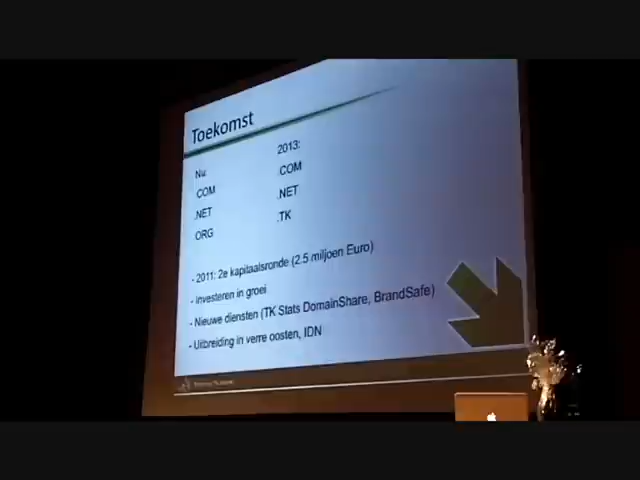 Toekomst
Nu:
2013:
.COM
.COM
.NET
.NET
ORG
.TK
- 2011: 2e kapitaalsronde (2.5 miljoen Euro)
- Investeren in groei
- Nieuwe diensten (TK Stats DomainShare, BrandSafe)
- Uitbreiding in verre oosten, IDN